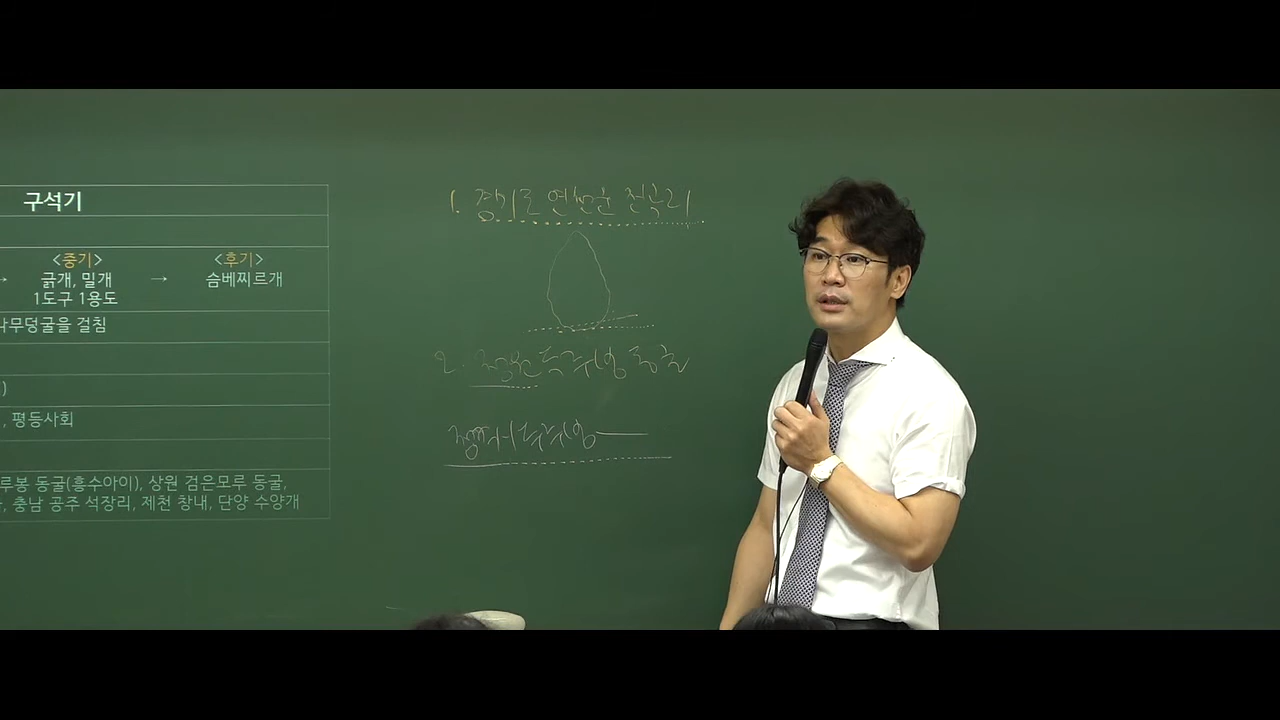 구석기
<중기>
<후기>
→ 긁개, 밀개 → 슴베찌르개
1도구 1용도
나무덩굴을 걸침
)
, 평등사회
루봉 동굴(흥수아이), 상원 검은모루 동굴,
, 충남 공주 석장리, 제천 창내, 단양 수양개
1. 경기도 연천군 전곡리
2. 동굴